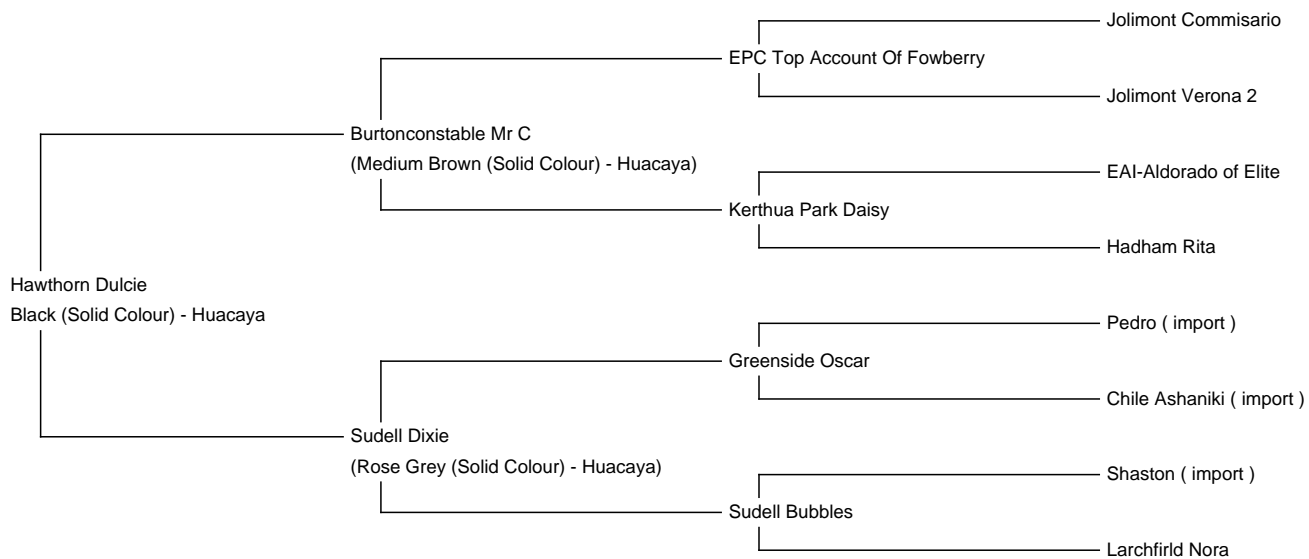 Jolimont Commisario
EPC Top Account Of Fowberry
Jolimont Verona 2
Burtonconstable Mr C
(Medium Brown (Solid Colour) - Huacaya)
EAI-Aldorado of Elite
Kerthua Park Daisy
Hadham Rita
Hawthorn Dulcie
Black (Solid Colour) - Huacaya
Pedro ( import )
Greenside Oscar
Chile Ashaniki ( import )
Sudell Dixie
(Rose Grey (Solid Colour) - Huacaya)
Shaston ( import )
Sudell Bubbles
Larchfirld Nora